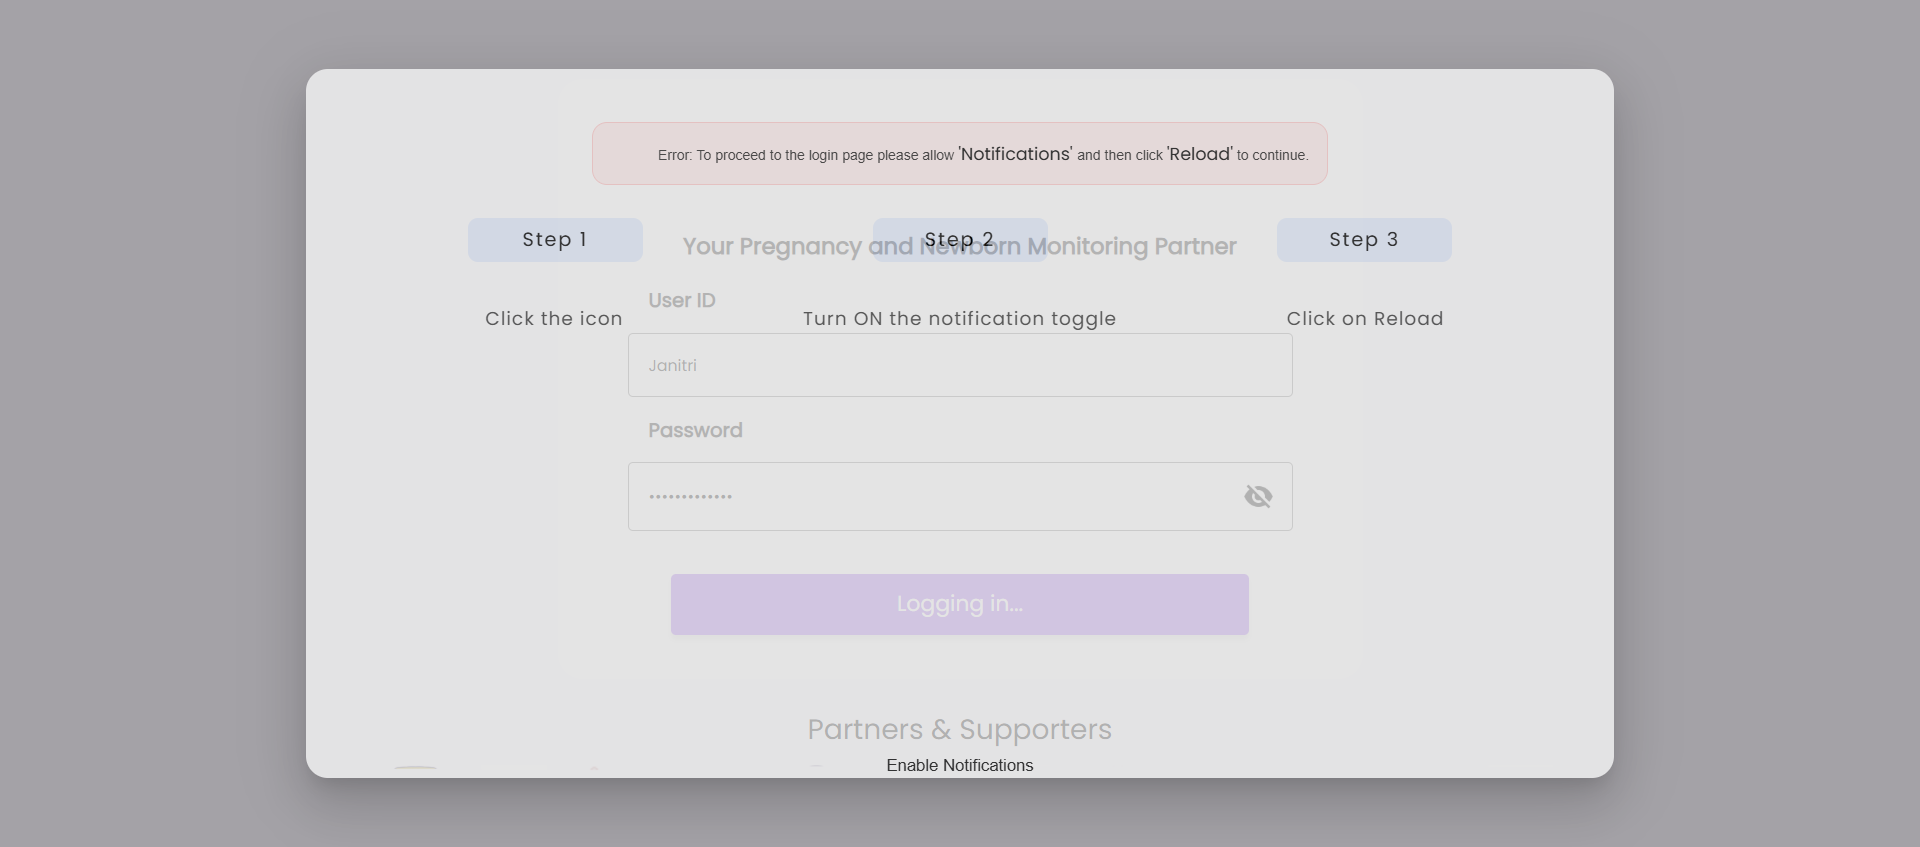 Error: To proceed to the login page please allow 'Notifications' and then click 'Reload' to continue.
Step 1
Step 2
Step 3
Your Pregnancy and Newborn Monitoring Partner
User ID
Click the icon
Turn ON the notification toggle
Click on Reload
Janitri
Password
•••••••••••••
Logging in...
Partners & Supporters
Enable Notifications